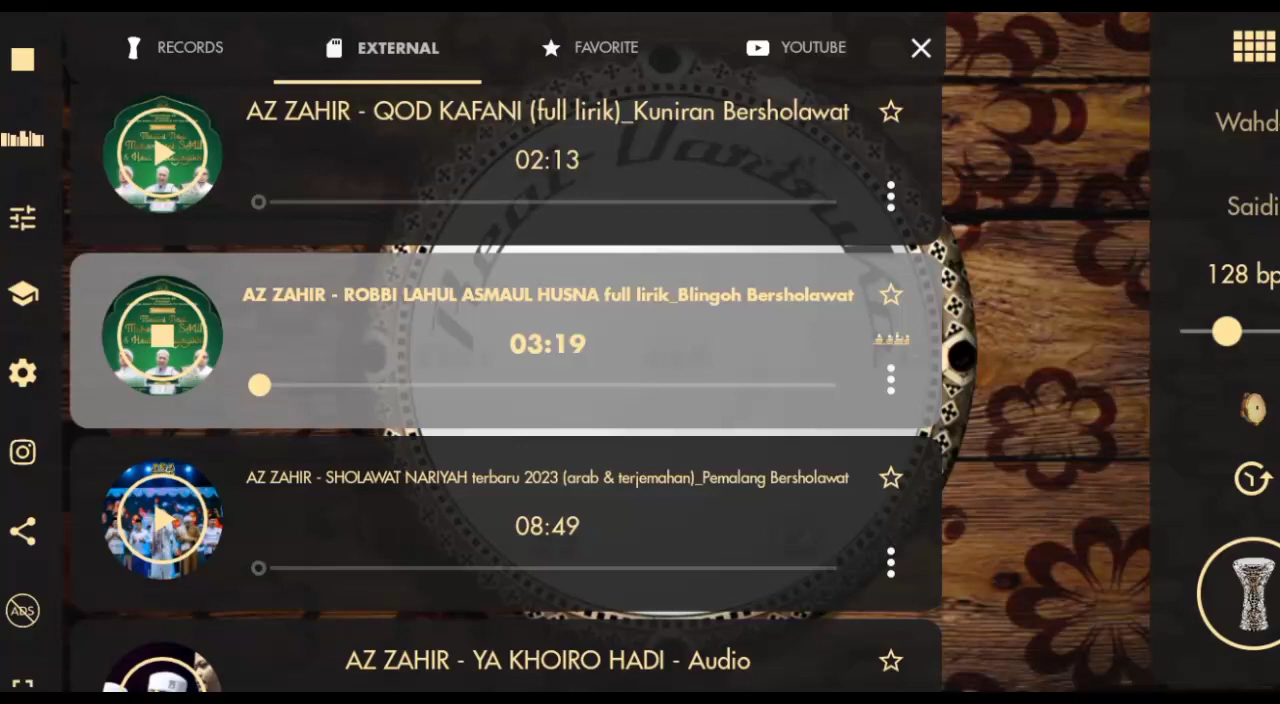 RECORDS
EXTERNAL
FAVORITE
YOUTUBE
AZ ZAHIR - QOD KAFANI (full lirik)_Kuniran Bersholawat
02:13
AZ ZAHIR - ROBBI LAHUL ASMAUL HUSNA full lirik_Blingoh Bersholawat
03:19
AZ ZAHIR - SHOLAWAT NARIYAH terbaru 2023 (arab & terjemahan)_Pemalang Bersholawat
08:49
AZ ZAHIR - YA KHOIRO HADI - Audio
Wahd
Saidi
128 bp
ADS
Real Darbuka